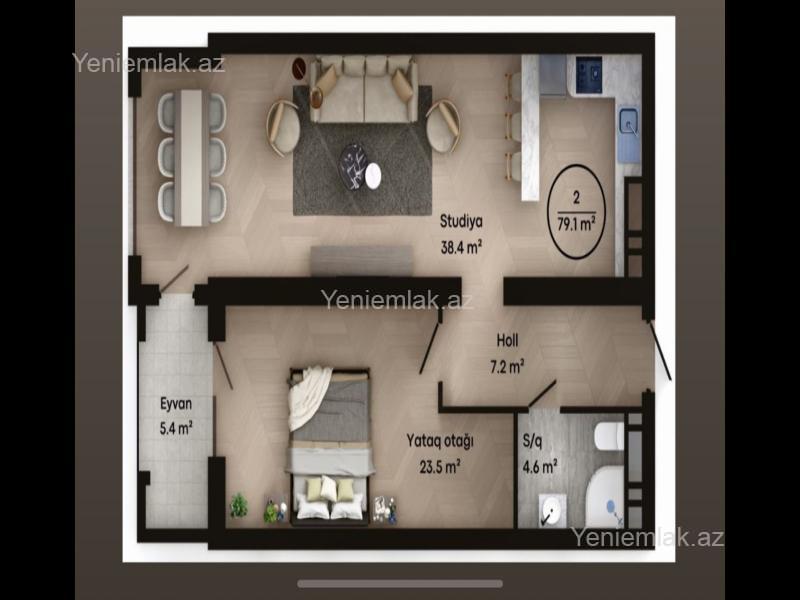 Yeniemlak.az
2
79.1 m²
Studiya
38.4 m²
Yeniemlak.az
Holl
7.2 m²
Eyvan
5.4 m²
Yataq otağı
23.5 m²
S/q
4.6 m²
Yeniemlak.az